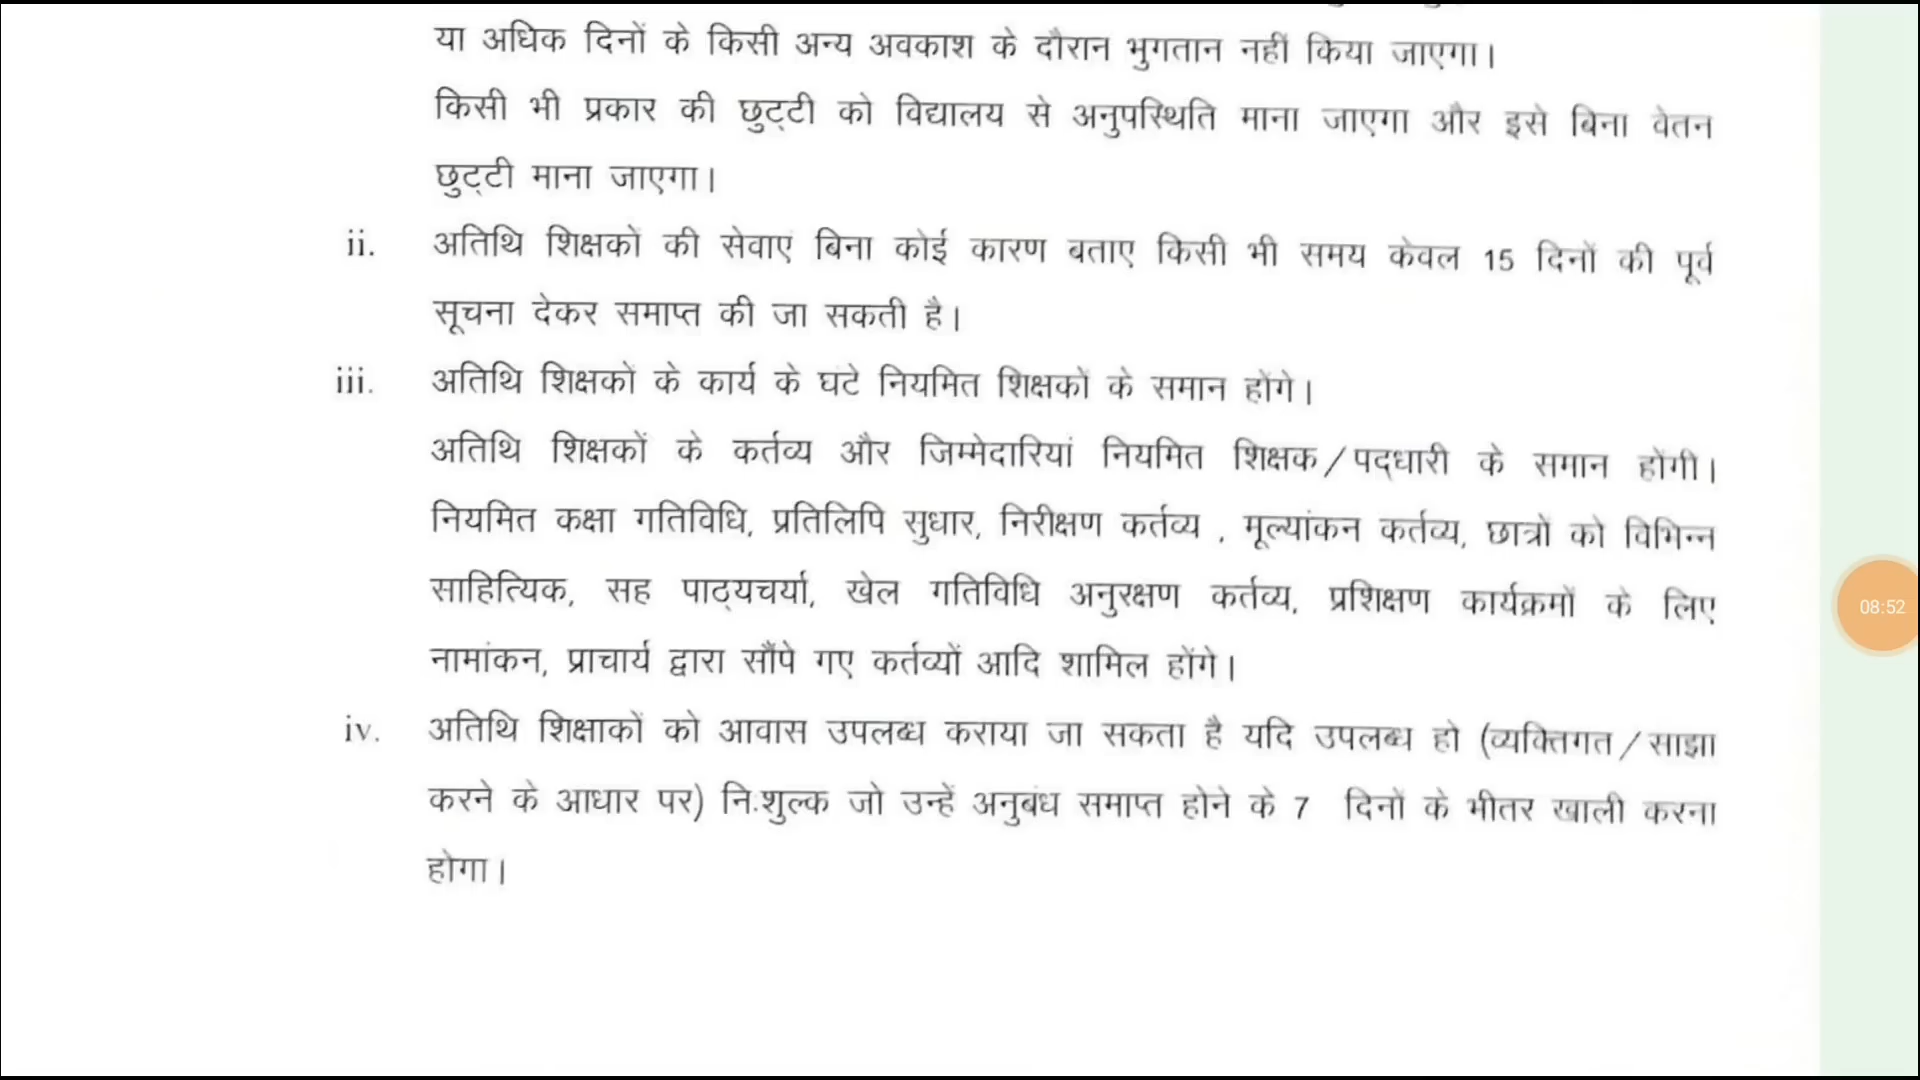 या अधिक दिनों के किसी अन्य अवकाश के दौरान भुगतान नहीं किया जाएगा।
किसी भी प्रकार की छुट्टी को विद्यालय से अनुपस्थिति माना जाएगा और इसे बिना वेतन
छुट्टी माना जाएगा।
ii. अतिथि शिक्षकों की सेवाएं बिना कोई कारण बताए किसी भी समय केवल 15 दिनों की पूर्व
सूचना देकर समाप्त की जा सकती है।
iii. अतिथि शिक्षकों के कार्य के घंटे नियमित शिक्षकों के समान होंगे।
अतिथि शिक्षकों के कर्तव्य और जिम्मेदारियां नियमित शिक्षक/पद्धारी के समान होंगी।
नियमित कक्षा गतिविधि, प्रतिलिपि सुधार, निरीक्षण कर्तव्य , मूल्यांकन कर्तव्य, छात्रों को विभिन्न
साहित्यिक, सह पाठ्यचर्या, खेल गतिविधि अनुरक्षण कर्तव्य, प्रशिक्षण कार्यक्रमों के लिए
नामांकन, प्राचार्य द्वारा सौंपे गए कर्तव्यों आदि शामिल होंगे।
iv. अतिथि शिक्षाकों को आवास उपलब्ध कराया जा सकता है यदि उपलब्ध हो (व्यक्तिगत/साझा
करने के आधार पर) नि:शुल्क जो उन्हें अनुबंध समाप्त होने के 7 दिनों के भीतर खाली करना
होगा।
08:52